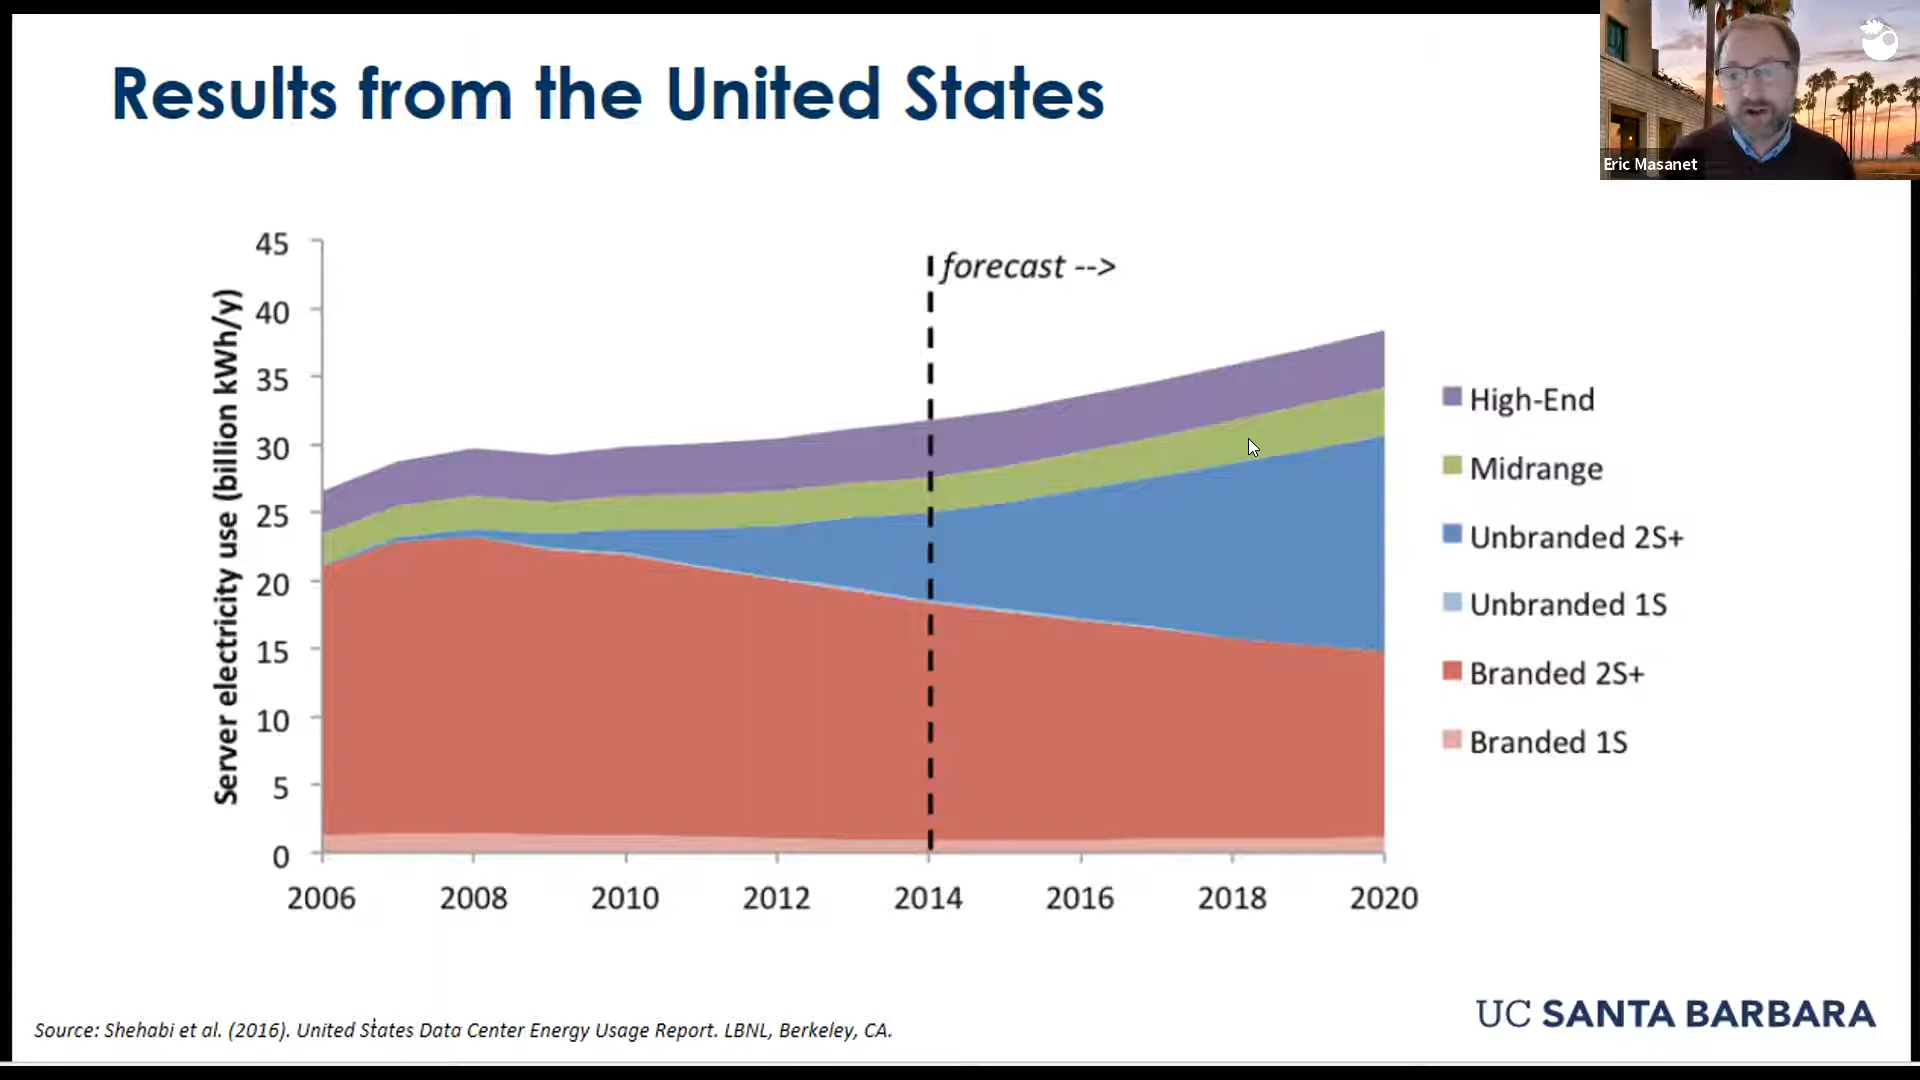 Results from the United States
Eric Masanet
45
40
35
30
25
20
15
10
5
0
Server electricity use (billion kWh/y)
forecast -->
2006
2008
2010
2012
2014
2016
2018
2020
High-End
Midrange
Unbranded 2S+
Unbranded 1S
Branded 2S+
Branded 1S
Source: Shehabi et al. (2016). United States Data Center Energy Usage Report. LBNL, Berkeley, CA.
UC SANTA BARBARA